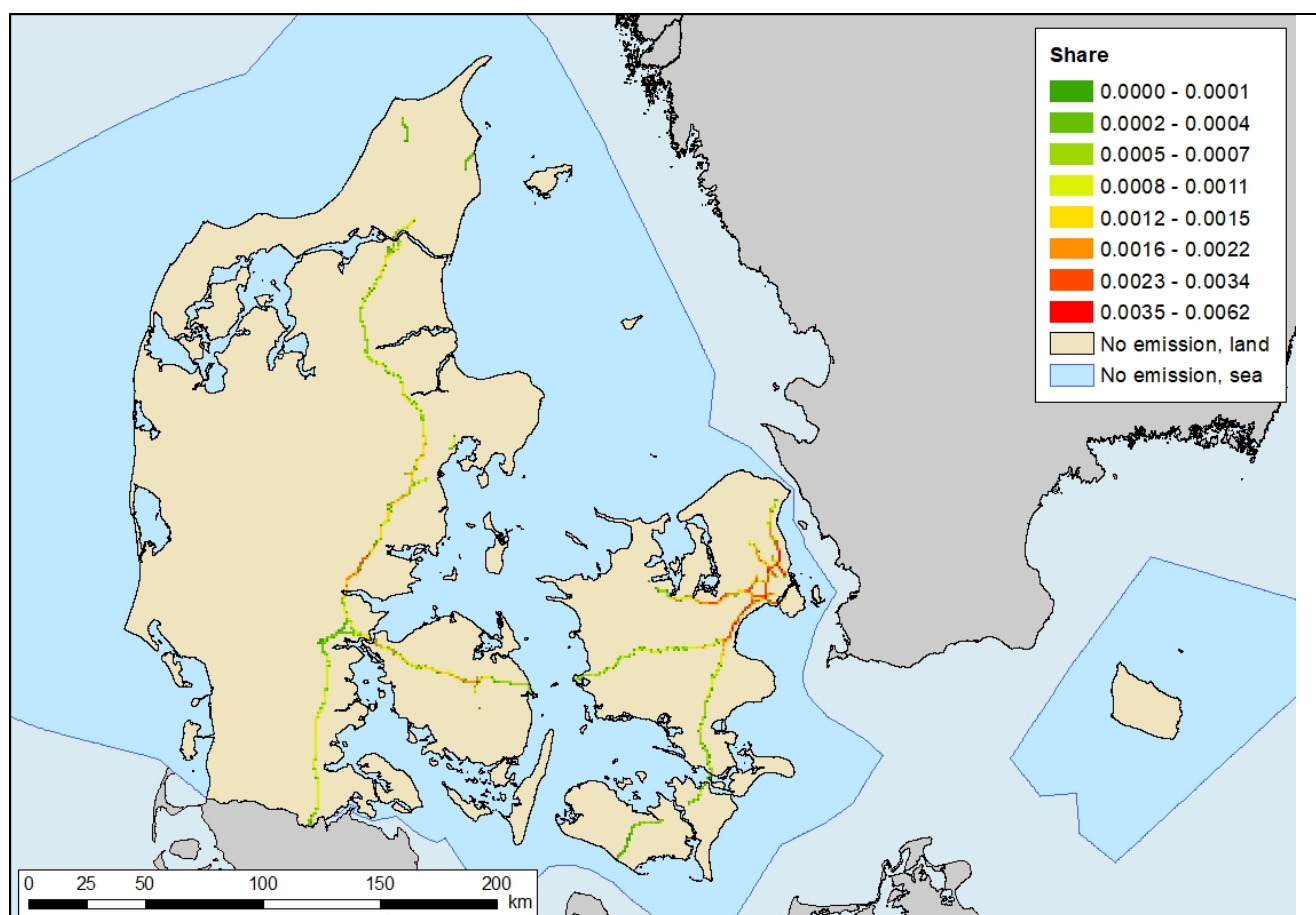 Share
0.0000 - 0.0001
0.0002 - 0.0004
0.0005 - 0.0007
0.0008 - 0.0011
0.0012 - 0.0015
0.0016 - 0.0022
0.0023 - 0.0034
0.0035 - 0.0062
No emission, land
No emission, sea
0 25 50 100 150 200
km